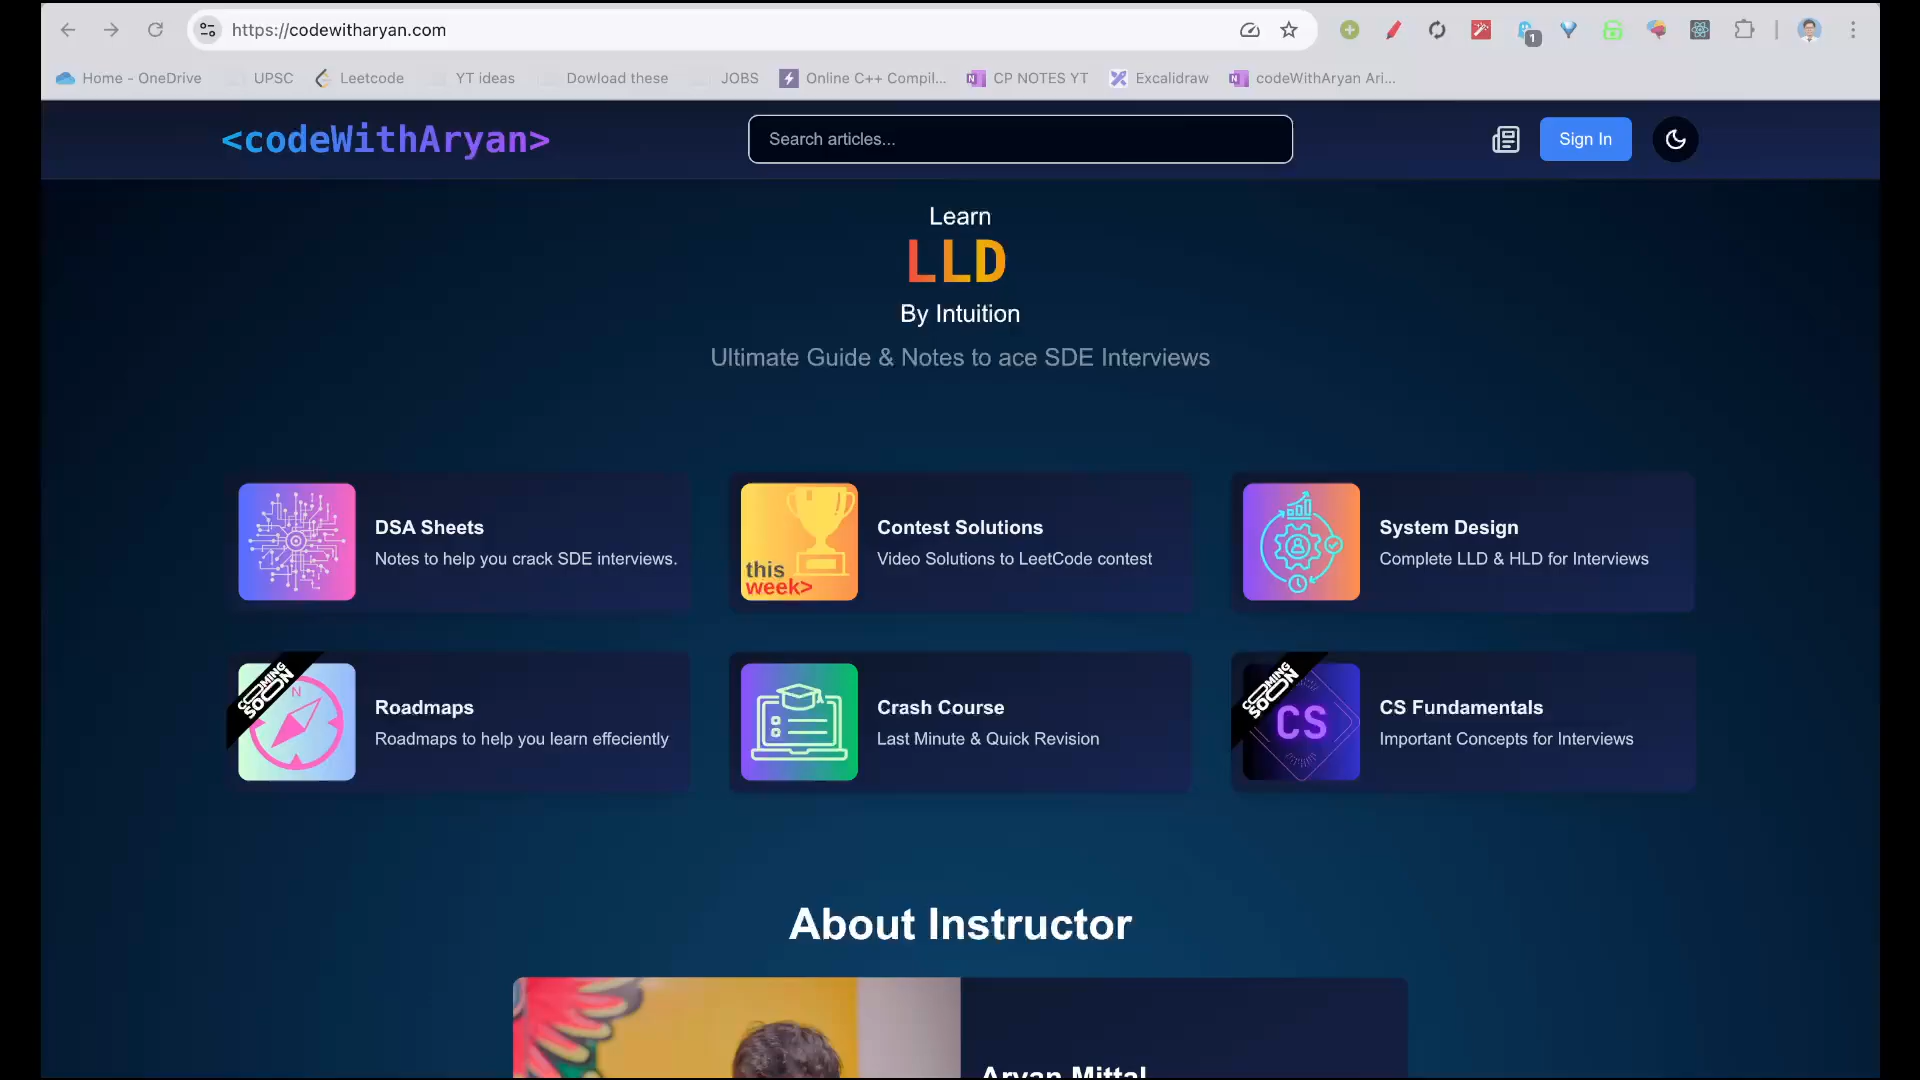 https://codewitharyan.com
1
Home - OneDrive
UPSC
Leetcode
YT ideas
Dowload these
JOBS
Online C++ Compil...
CP NOTES YT
Excalidraw
codeWithAryan Ari...
<codeWithAryan>
Search articles...
Sign In
Learn
LLD
By Intuition
Ultimate Guide & Notes to ace SDE Interviews
DSA Sheets
Notes to help you crack SDE interviews.
this
week>
Contest Solutions
Video Solutions to LeetCode contest
System Design
Complete LLD & HLD for Interviews
COMING
SOON
N
Roadmaps
Roadmaps to help you learn effeciently
Crash Course
Last Minute & Quick Revision
COMING
SOON
CS
CS Fundamentals
Important Concepts for Interviews
About Instructor
Aryan Mittal